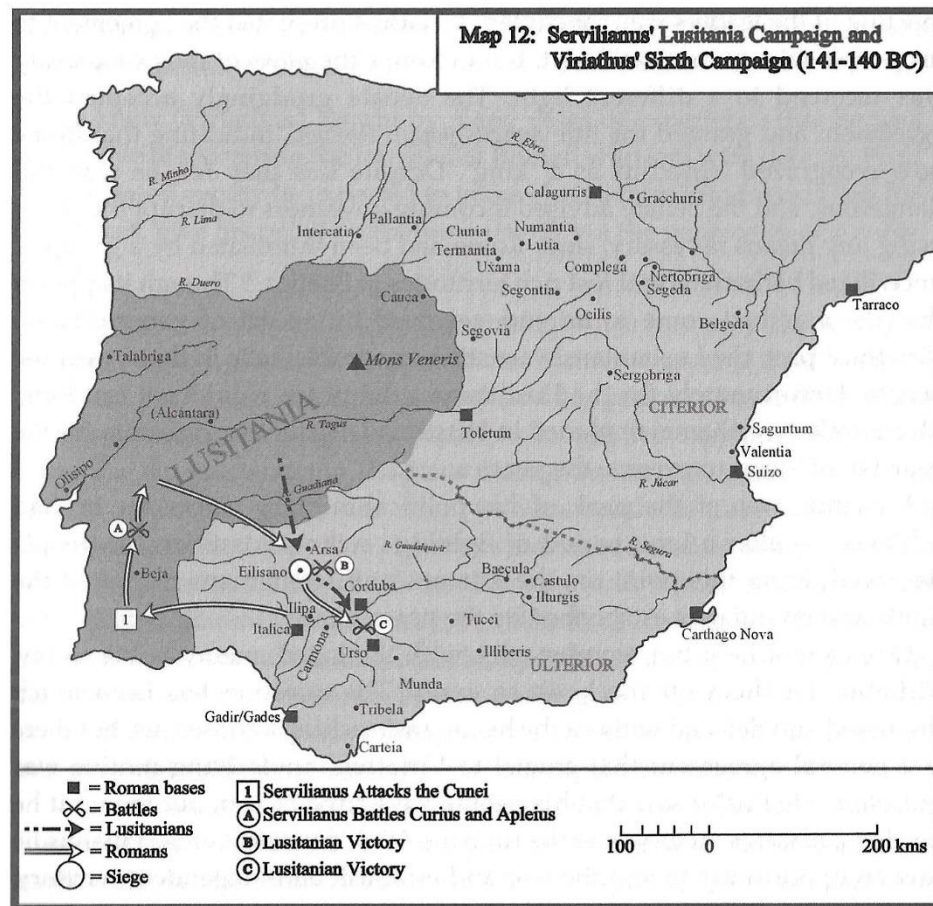 Map 12: Servilianus' Lusitania Campaign and
Viriathus' Sixth Campaign (141-140 BC)
R. Ebro
R. Minho
Calagurris
Gracchuris
R. Lima
Pallantia
Intercatia
Clunia
Numantia
Termantia
Lutia
Uxama
Complega
Nertobriga
R. Duero
Segeda
Cauca
Segontia
Ocilis
Tarraco
Belgeda
Segovia
Talabriga
Mons Veneris
Sergobriga
(Alcántara)
CITERIOR
R. Tagus
Toletum
Saguntum
LUSITANIA
Valentia
Olisipo
Suizo
Guadiana
R. Júcar
A
Arsa
B
Guadalquivir
R. Segura
Beja
Eilisano
Baecula
Castulo
Corduba
Ilturgis
1
Illipa
C
Italica
Tucci
Carthago Nova
Urso
Carmona
Illiberis
ULTERIOR
Munda
Gadir/Gades
Tribela
Carteia
= Roman bases
1 Servilianus Attacks the Cunei
= Battles
A Servilianus Battles Curius and Apleius
= Lusitanians
B Lusitanian Victory
= Romans
C Lusitanian Victory
= Siege
100
0
200 kms